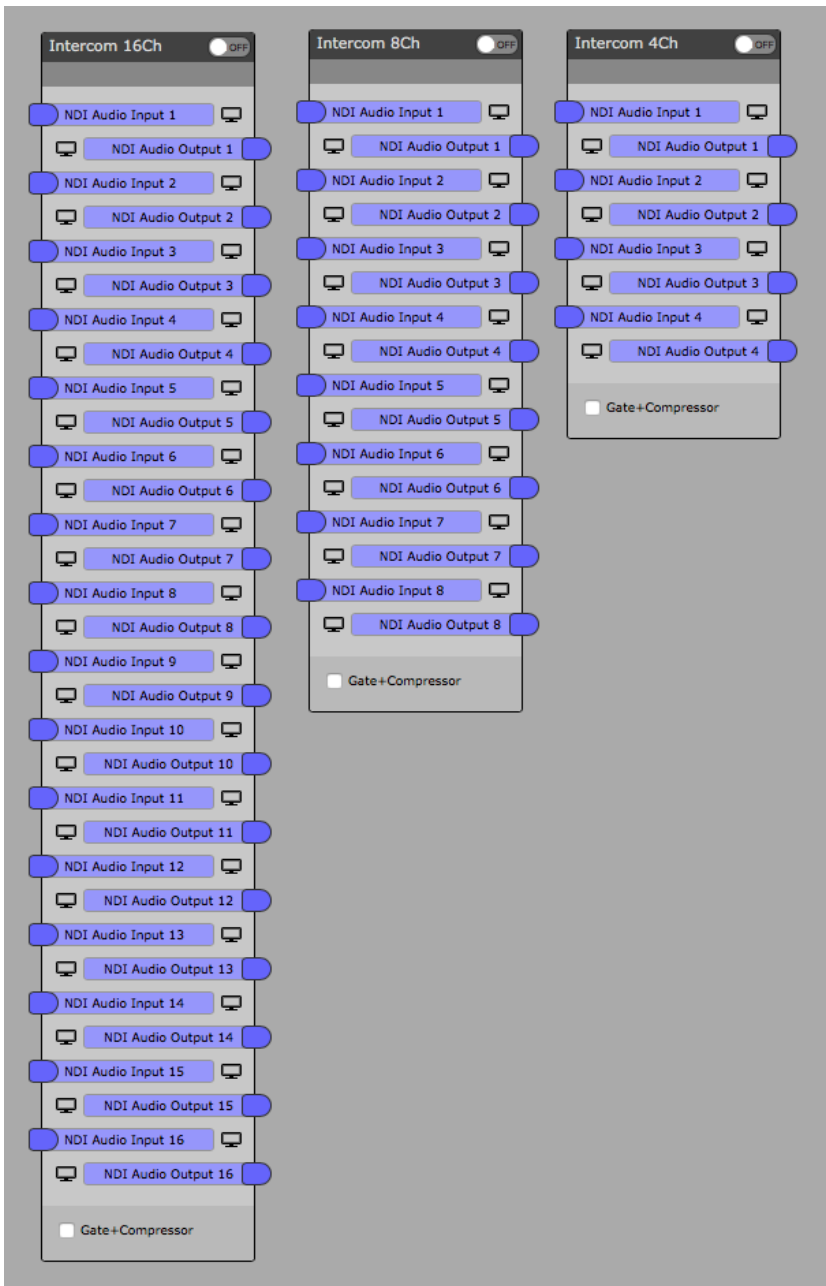 Intercom 16Ch
OFF
NDI Audio Input 1
NDI Audio Output 1
NDI Audio Input 2
NDI Audio Output 2
NDI Audio Input 3
NDI Audio Output 3
NDI Audio Input 4
NDI Audio Output 4
NDI Audio Input 5
NDI Audio Output 5
NDI Audio Input 6
NDI Audio Output 6
NDI Audio Input 7
NDI Audio Output 7
NDI Audio Input 8
NDI Audio Output 8
NDI Audio Input 9
NDI Audio Output 9
NDI Audio Input 10
NDI Audio Output 10
NDI Audio Input 11
NDI Audio Output 11
NDI Audio Input 12
NDI Audio Output 12
NDI Audio Input 13
NDI Audio Output 13
NDI Audio Input 14
NDI Audio Output 14
NDI Audio Input 15
NDI Audio Output 15
NDI Audio Input 16
NDI Audio Output 16
Gate+Compressor
Intercom 8Ch
OFF
NDI Audio Input 1
NDI Audio Output 1
NDI Audio Input 2
NDI Audio Output 2
NDI Audio Input 3
NDI Audio Output 3
NDI Audio Input 4
NDI Audio Output 4
NDI Audio Input 5
NDI Audio Output 5
NDI Audio Input 6
NDI Audio Output 6
NDI Audio Input 7
NDI Audio Output 7
NDI Audio Input 8
NDI Audio Output 8
Gate+Compressor
Intercom 4Ch
OFF
NDI Audio Input 1
NDI Audio Output 1
NDI Audio Input 2
NDI Audio Output 2
NDI Audio Input 3
NDI Audio Output 3
NDI Audio Input 4
NDI Audio Output 4
Gate+Compressor